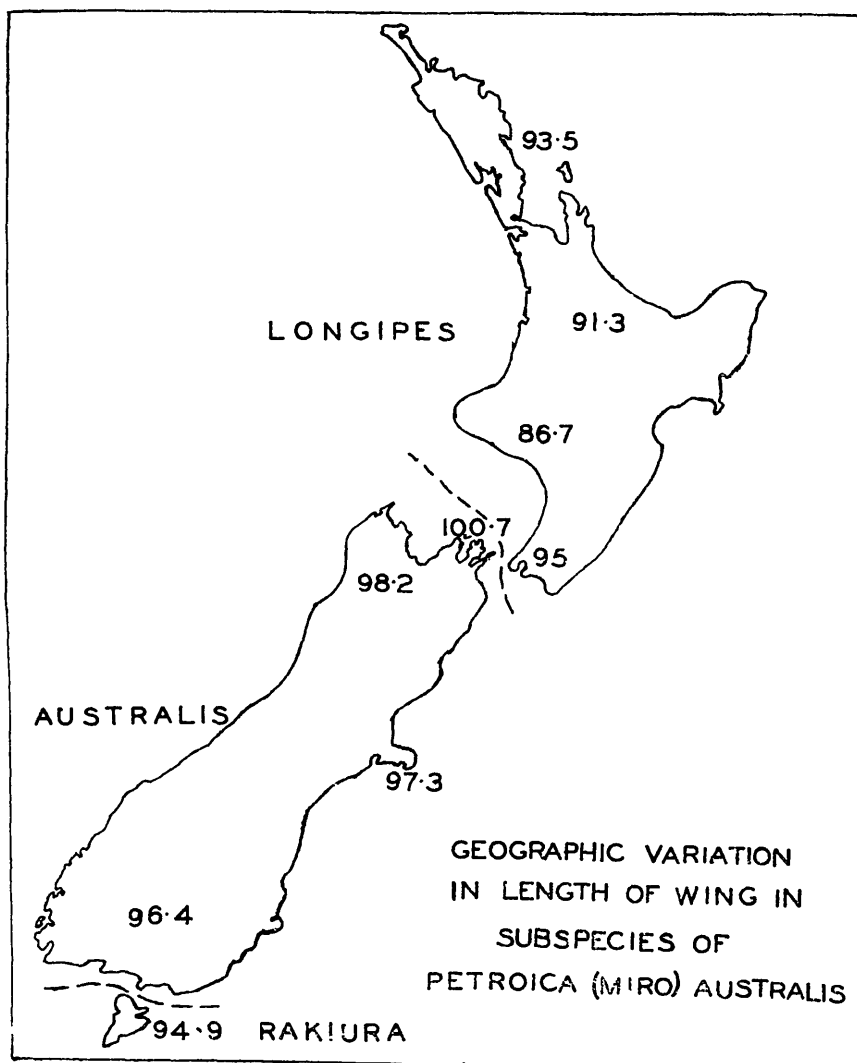 93·5
LONGIPES
91·3
86·7
100·7
95
98·2
AUSTRALIS
97·3
GEOGRAPHIC VARIATION
IN LENGTH OF WING IN
SUBSPECIES OF
PETROICA (MIRO) AUSTRALIS
96·4
94·9 RAKIURA